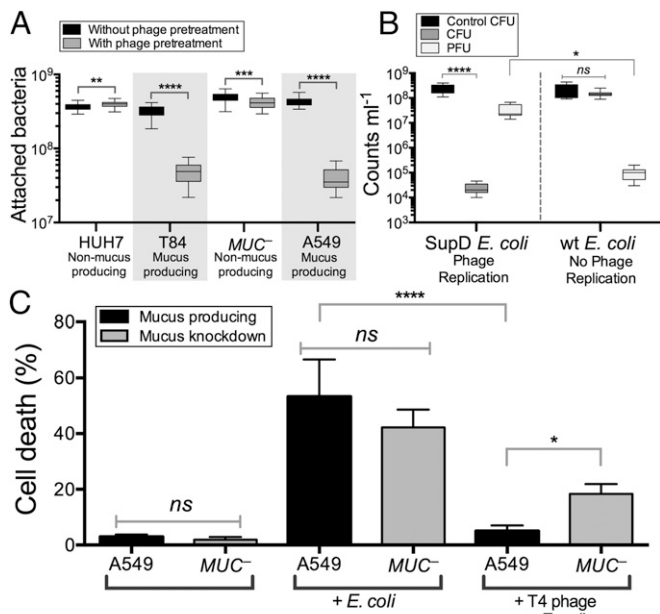 A
Without phage pretreatment
With phage pretreatment
Attached bacteria
10⁹
10⁸
10⁷
**
****
***
****
HUH7
Non-mucus
producing
T84
Mucus
producing
MUC⁻
Non-mucus
producing
A549
Mucus
producing
B
Control CFU
CFU
PFU
Counts ml⁻¹
10⁹
10⁸
10⁷
10⁶
10⁵
10⁴
10³
****
*
ns
SupD E. coli
Phage
Replication
wt E. coli
No Phage
Replication
C
Mucus producing
Mucus knockdown
Cell death (%)
80
60
40
20
0
ns
ns
****
*
A549
MUC⁻
A549
MUC⁻
A549
MUC⁻
+ E. coli
+ T4 phage